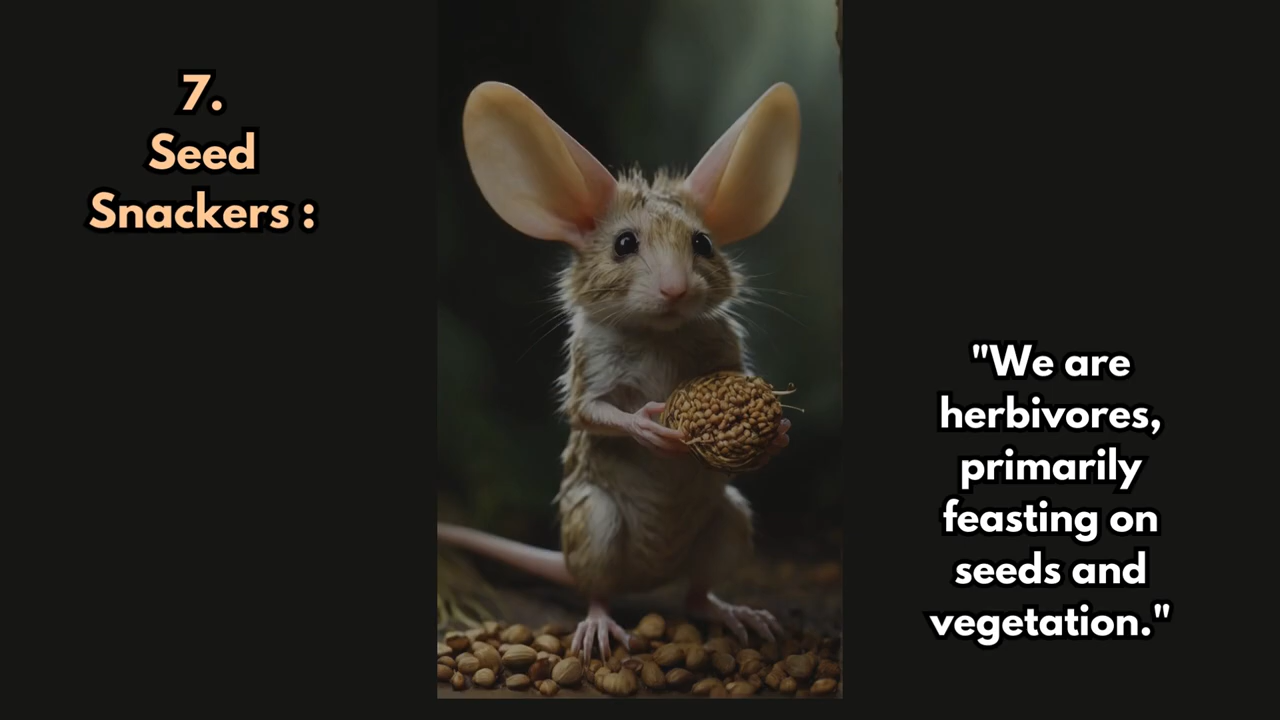 7.
Seed
Snackers :
"We are
herbivores,
primarily
feasting on
seeds and
vegetation."